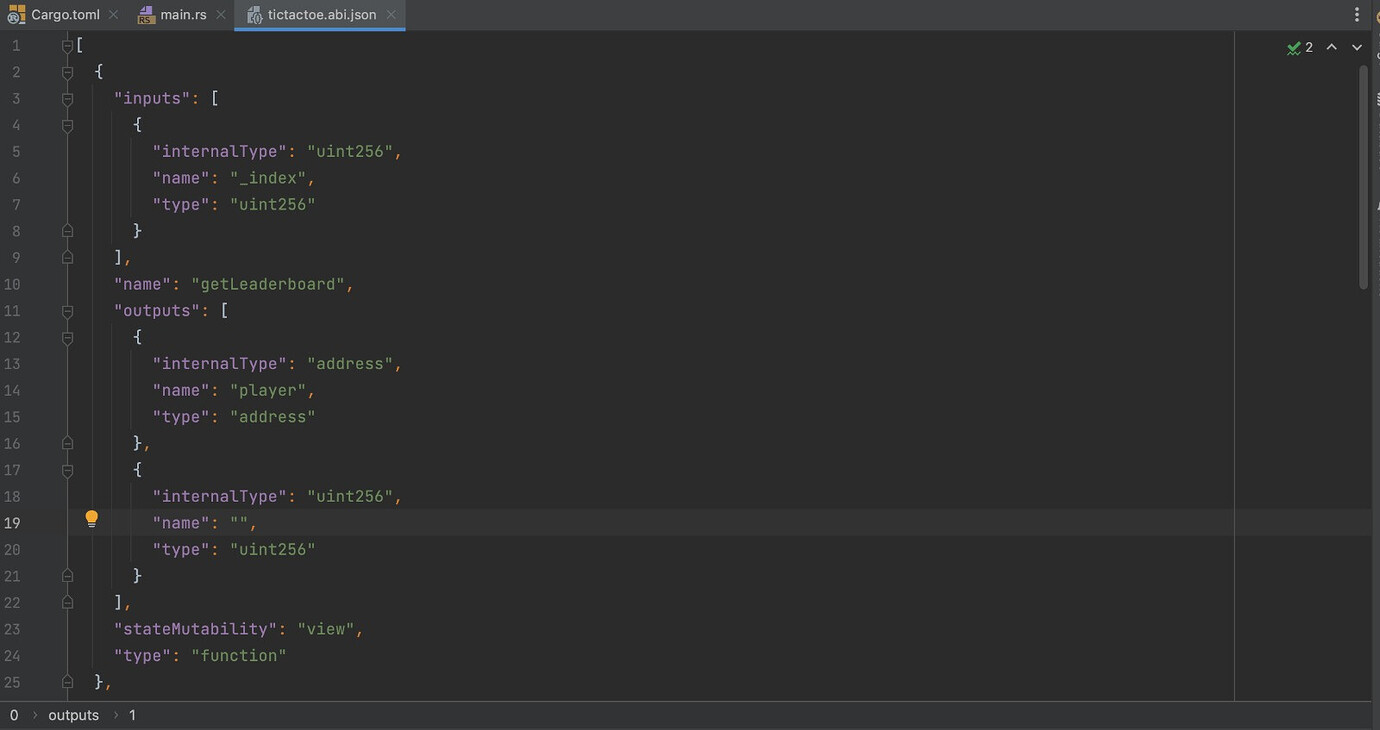 Cargo.toml main.rs tictactoe.abi.json
2
1 [
2 {
3 "inputs": [
4 {
5 "internalType": "uint256",
6 "name": "_index",
7 "type": "uint256"
8 }
9 ],
10 "name": "getLeaderboard",
11 "outputs": [
12 {
13 "internalType": "address",
14 "name": "player",
15 "type": "address"
16 },
17 {
18 "internalType": "uint256",
19 "name": "",
20 "type": "uint256"
21 }
22 ],
23 "stateMutability": "view",
24 "type": "function"
25 },
0 › outputs › 1